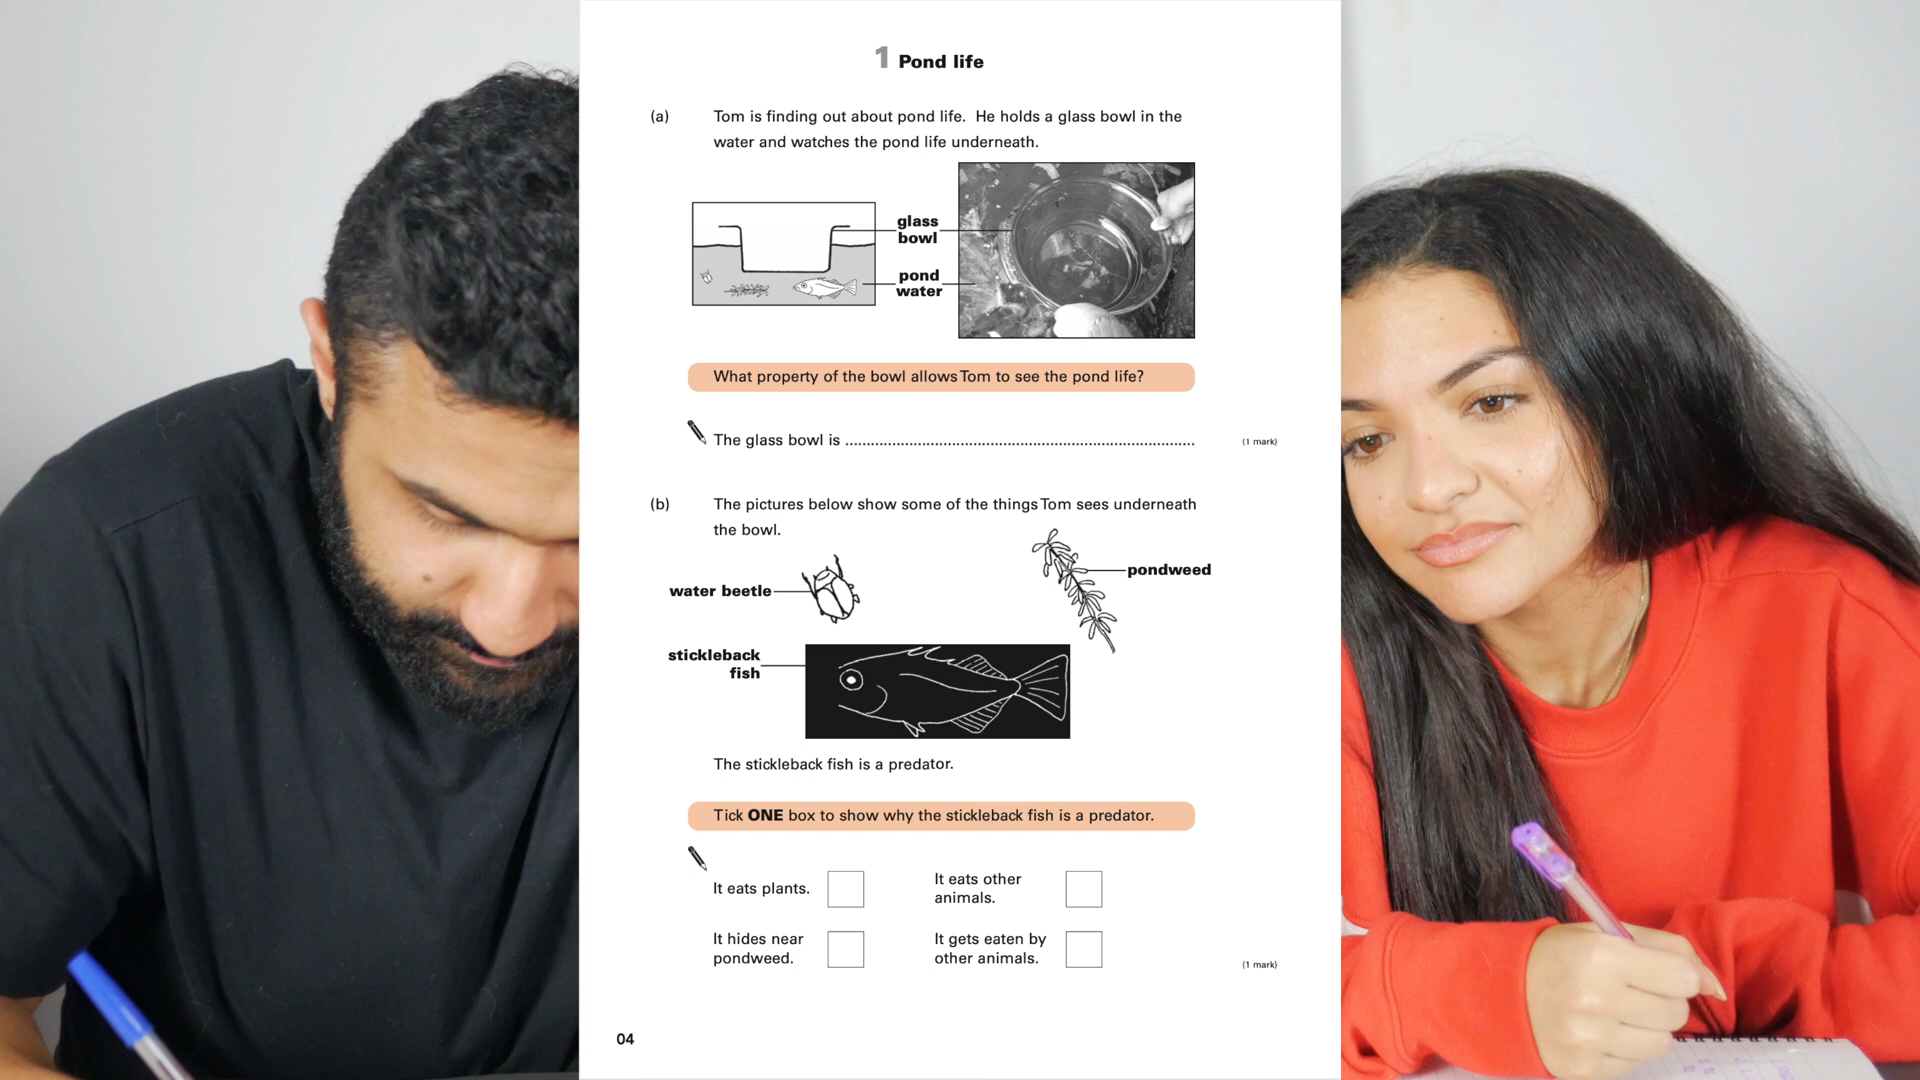 1 Pond life
(a) Tom is finding out about pond life. He holds a glass bowl in the
water and watches the pond life underneath.
glass
bowl
pond
water
What property of the bowl allows Tom to see the pond life?
The glass bowl is ................................................................................ (1 mark)
(b) The pictures below show some of the things Tom sees underneath
the bowl.
water beetle
pondweed
stickleback
fish
The stickleback fish is a predator.
Tick ONE box to show why the stickleback fish is a predator.
It eats plants.
It eats other
animals.
It hides near
pondweed.
It gets eaten by
other animals.
(1 mark)
04